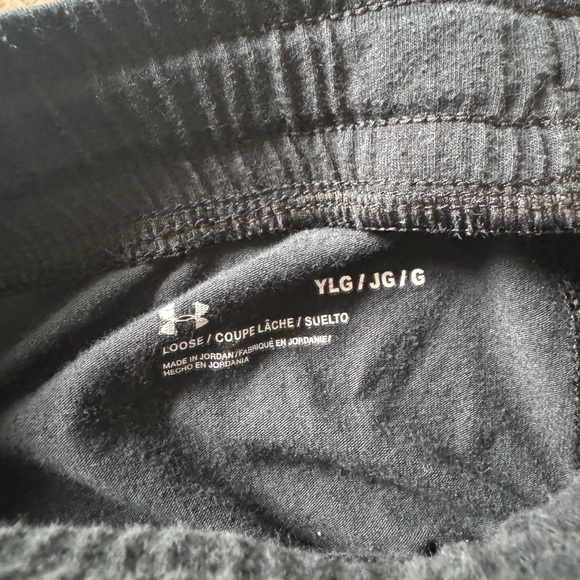 YLG / JG / G
LOOSE / COUPE LÂCHE / SUELTO
MADE IN JORDAN / FABRIQUÉ EN JORDANIE /
HECHO EN JORDANIA